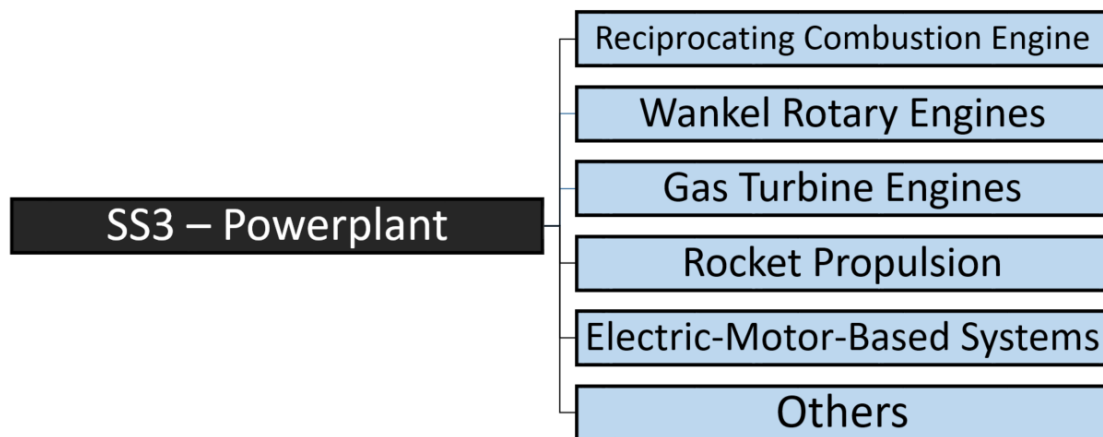 Reciprocating Combustion Engine
Wankel Rotary Engines
Gas Turbine Engines
SS3 – Powerplant
Rocket Propulsion
Electric-Motor-Based Systems
Others